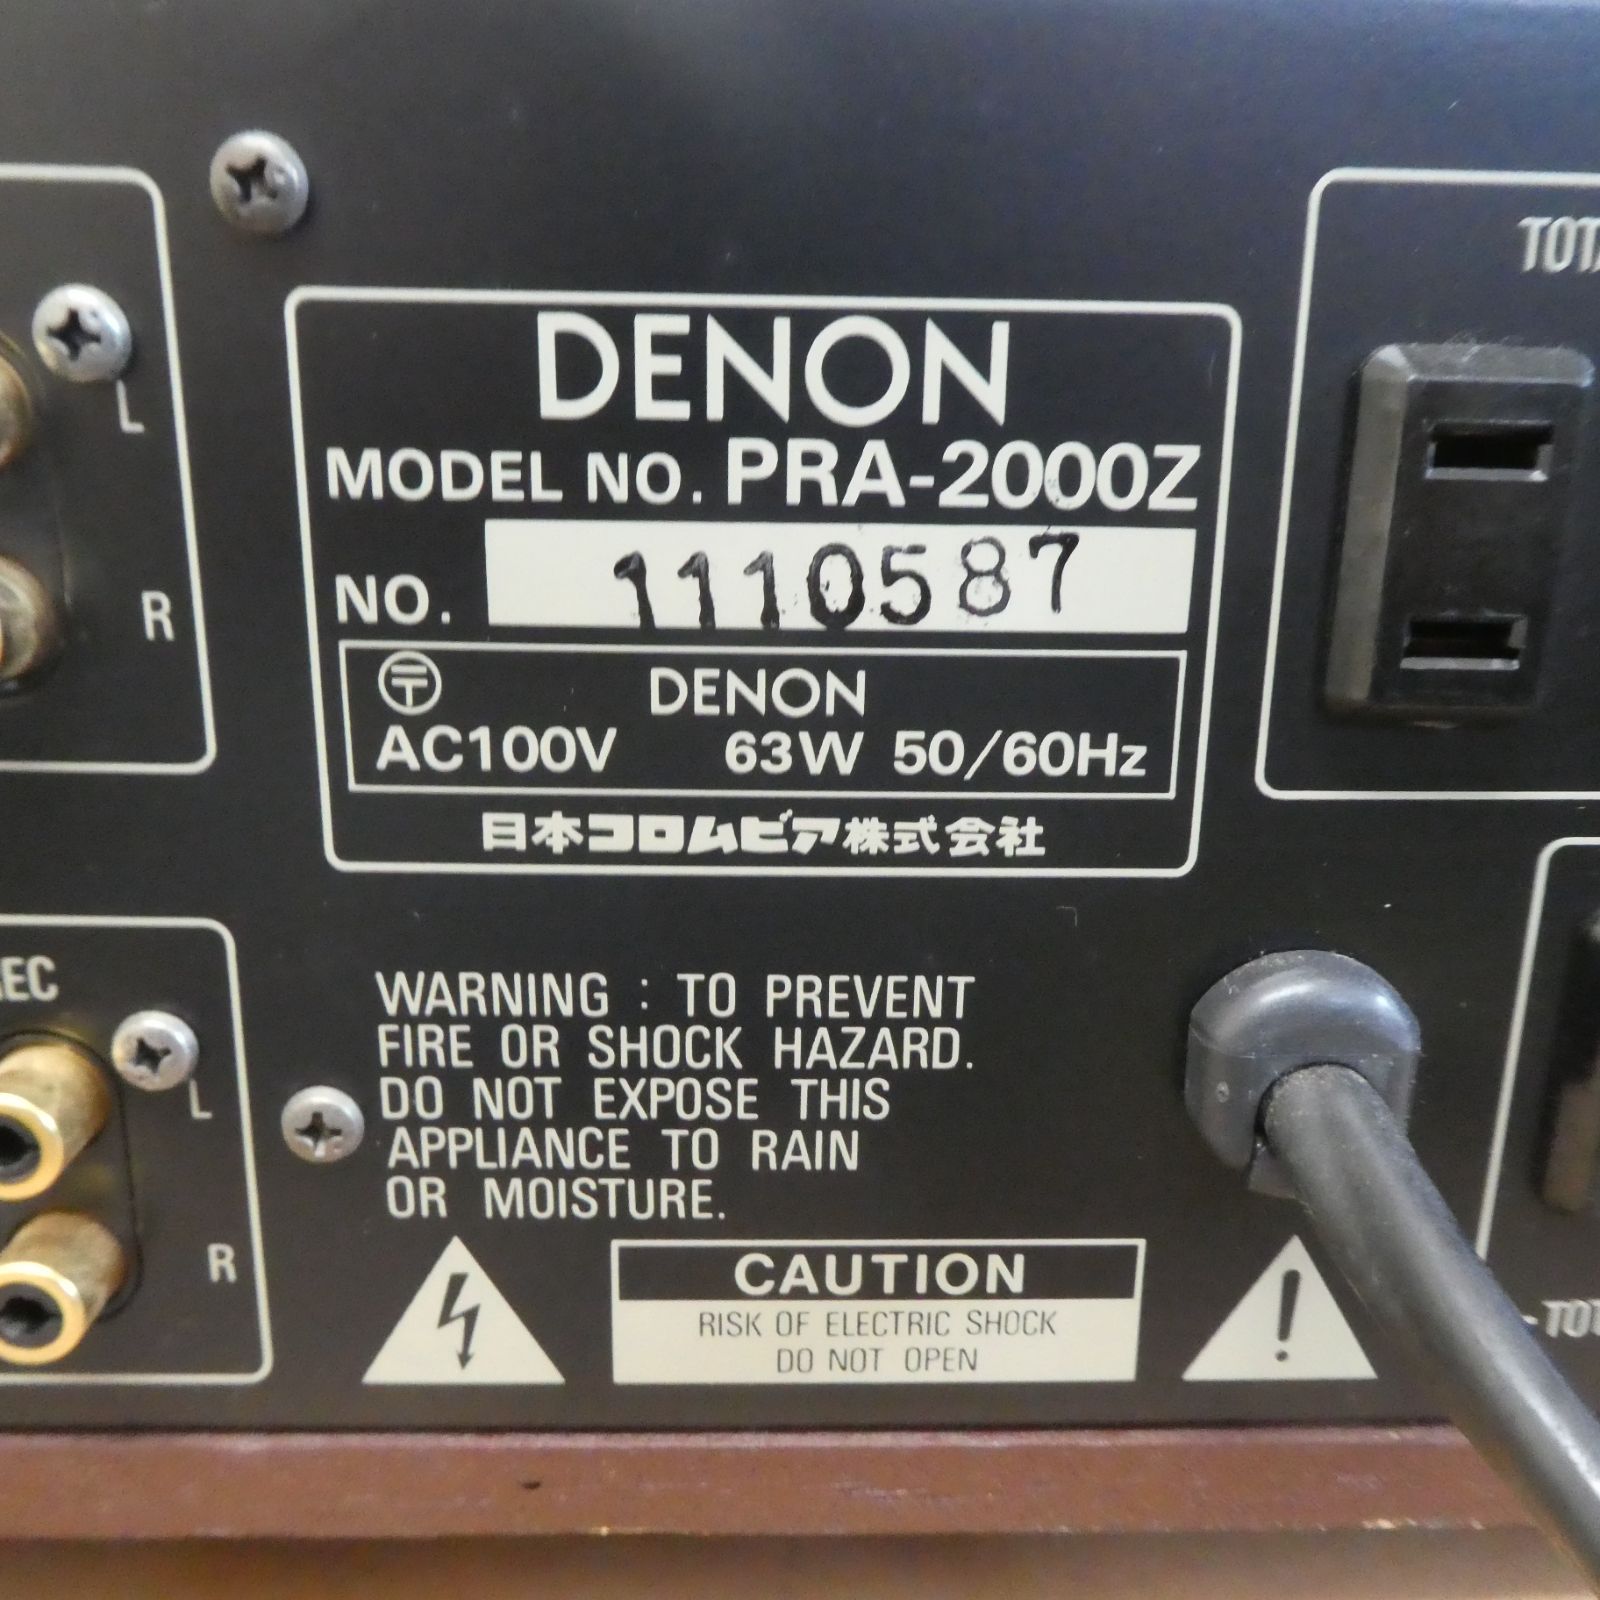 DENON
MODEL NO. PRA-2000Z
NO. 1110587
〶 DENON
AC100V 63W 50/60Hz
日本コロムビア株式会社
WARNING : TO PREVENT
FIRE OR SHOCK HAZARD.
DO NOT EXPOSE THIS
APPLIANCE TO RAIN
OR MOISTURE.
CAUTION
RISK OF ELECTRIC SHOCK
DO NOT OPEN
L
R
L
R